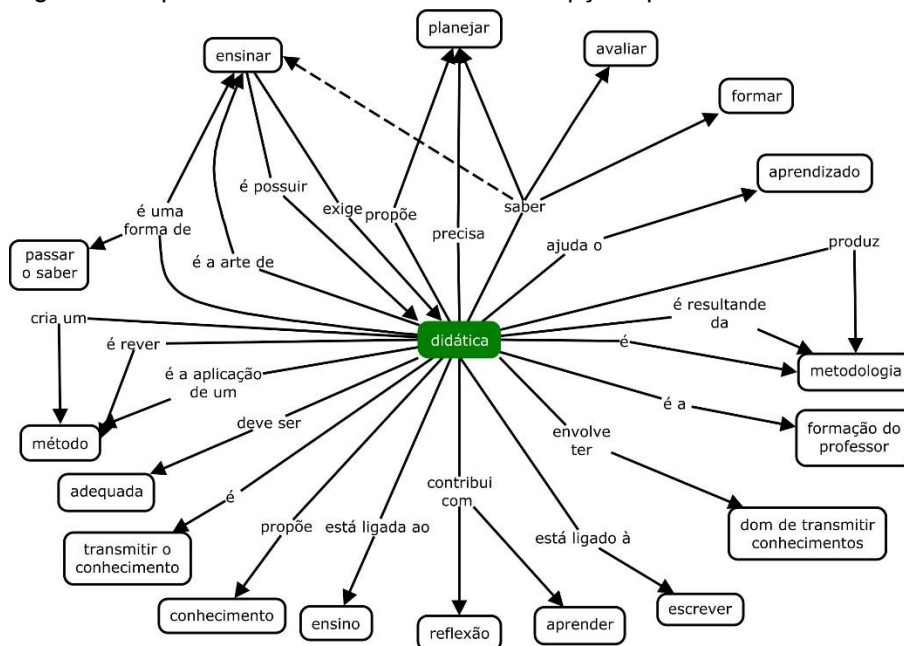 planejar
avaliar
ensinar
formar
aprendizado
é possuir
exige
propõe
saber
é uma
forma de
precisa
ajuda o
produz
passar
o saber
é a arte de
cria um
é resultande
da
é rever
didática
é
metodologia
é a aplicação
de um
é a
deve ser
formação do
professor
método
envolve
ter
adequada
contribui
com
é
propõe
está ligada ao
está ligado à
dom de transmitir
conhecimentos
transmitir o
conhecimento
conhecimento
ensino
reflexão
aprender
escrever